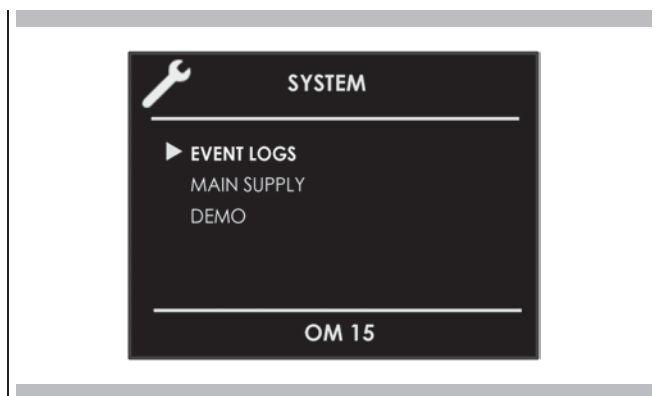 SYSTEM
EVENT LOGS
MAIN SUPPLY
DEMO
OM 15